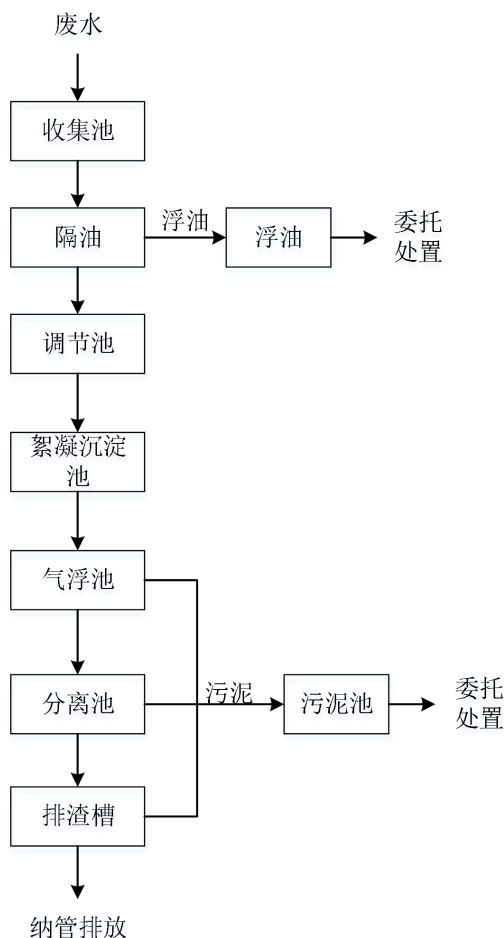 废水
收集池
隔油
浮油
浮油
委托
处置
调节池
絮凝沉淀
池
气浮池
分离池
污泥
污泥池
委托
处置
排渣槽
纳管排放